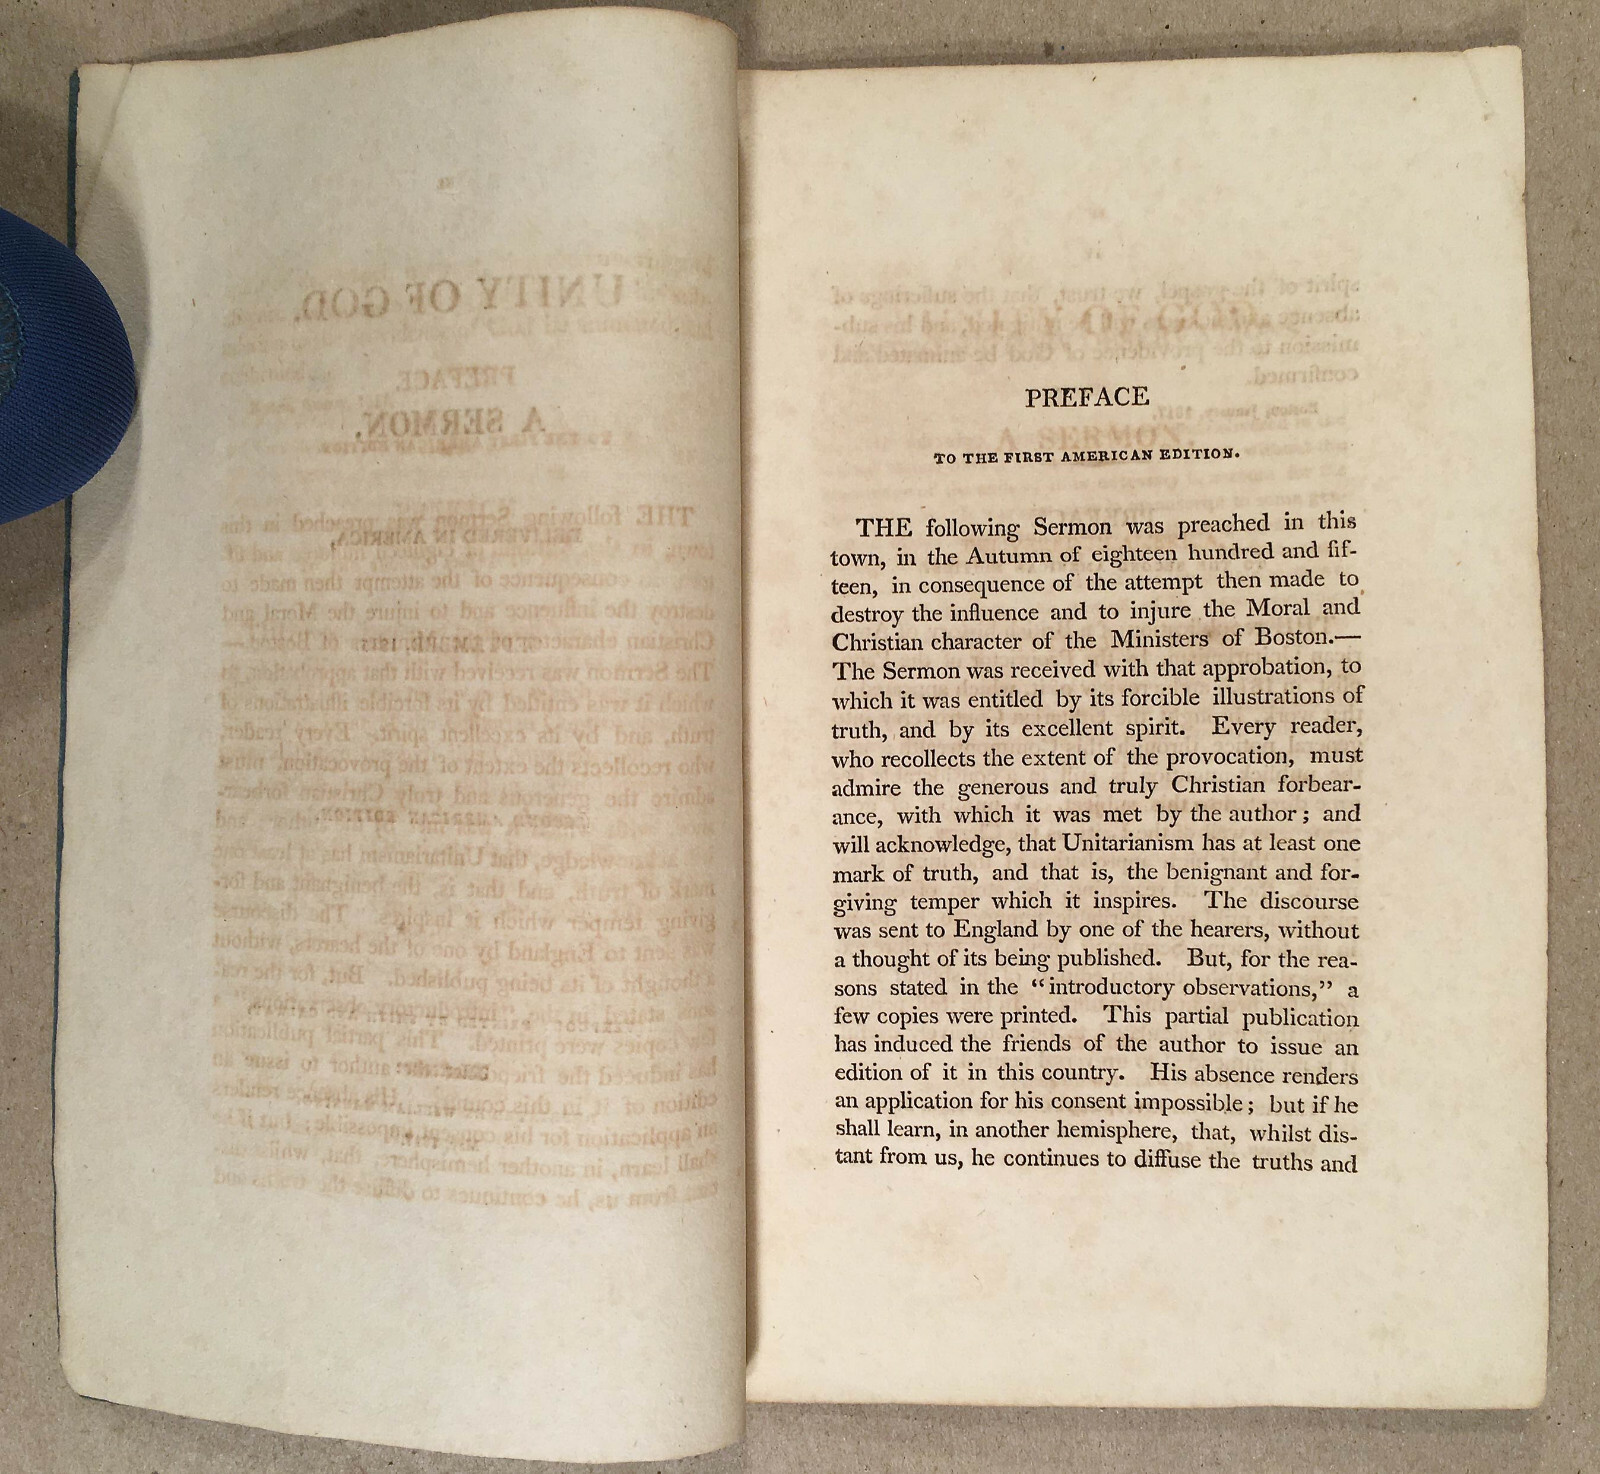 PREFACE
TO THE FIRST AMERICAN EDITION.
THE following Sermon was preached in this
town, in the Autumn of eighteen hundred and fif-
teen, in consequence of the attempt then made to
destroy the influence and to injure the Moral and
Christian character of the Ministers of Boston.—
The Sermon was received with that approbation, to
which it was entitled by its forcible illustrations of
truth, and by its excellent spirit. Every reader,
who recollects the extent of the provocation, must
admire the generous and truly Christian forbear-
ance, with which it was met by the author; and
will acknowledge, that Unitarianism has at least one
mark of truth, and that is, the benignant and for-
giving temper which it inspires. The discourse
was sent to England by one of the hearers, without
a thought of its being published. But, for the rea-
sons stated in the “introductory observations,” a
few copies were printed. This partial publication
has induced the friends of the author to issue an
edition of it in this country. His absence renders
an application for his consent impossible; but if he
shall learn, in another hemisphere, that, whilst dis-
tant from us, he continues to diffuse the truths and